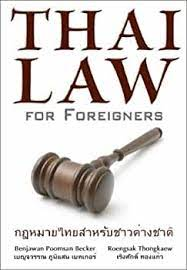 THAI
LAW
FOR FOREIGNERS
กฎหมายไทยสำหรับชาวต่างชาติ
Benjawan Poomsan Becker Roengsak Thongkaew
เบญจวรรณ ภูมิแสน เบคเกอร์ เริงศักดิ์ ทองแก้ว